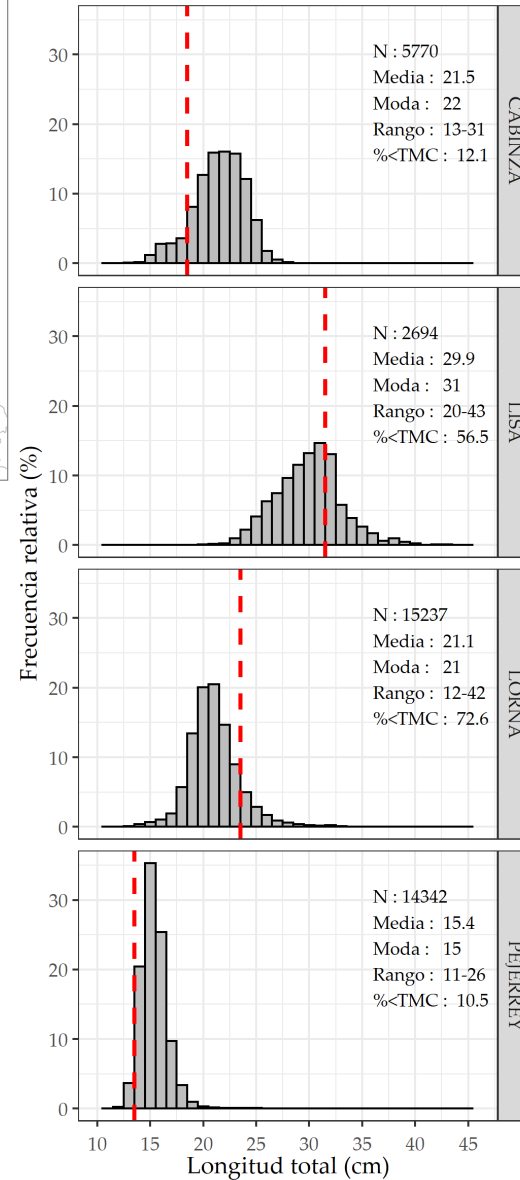 30
20
10
0
N : 5770
Media : 21.5
Moda : 22
Rango : 13-31
%<TMC : 12.1
CABINZA
30
20
10
0
N : 2694
Media : 29.9
Moda : 31
Rango : 20-43
%<TMC : 56.5
LISA
Frecuencia relativa (%)
30
20
10
0
N : 15237
Media : 21.1
Moda : 21
Rango : 12-42
%<TMC : 72.6
LORNA
30
20
10
0
N : 14342
Media : 15.4
Moda : 15
Rango : 11-26
%<TMC : 10.5
PEJERREY
10 15 20 25 30 35 40 45
Longitud total (cm)